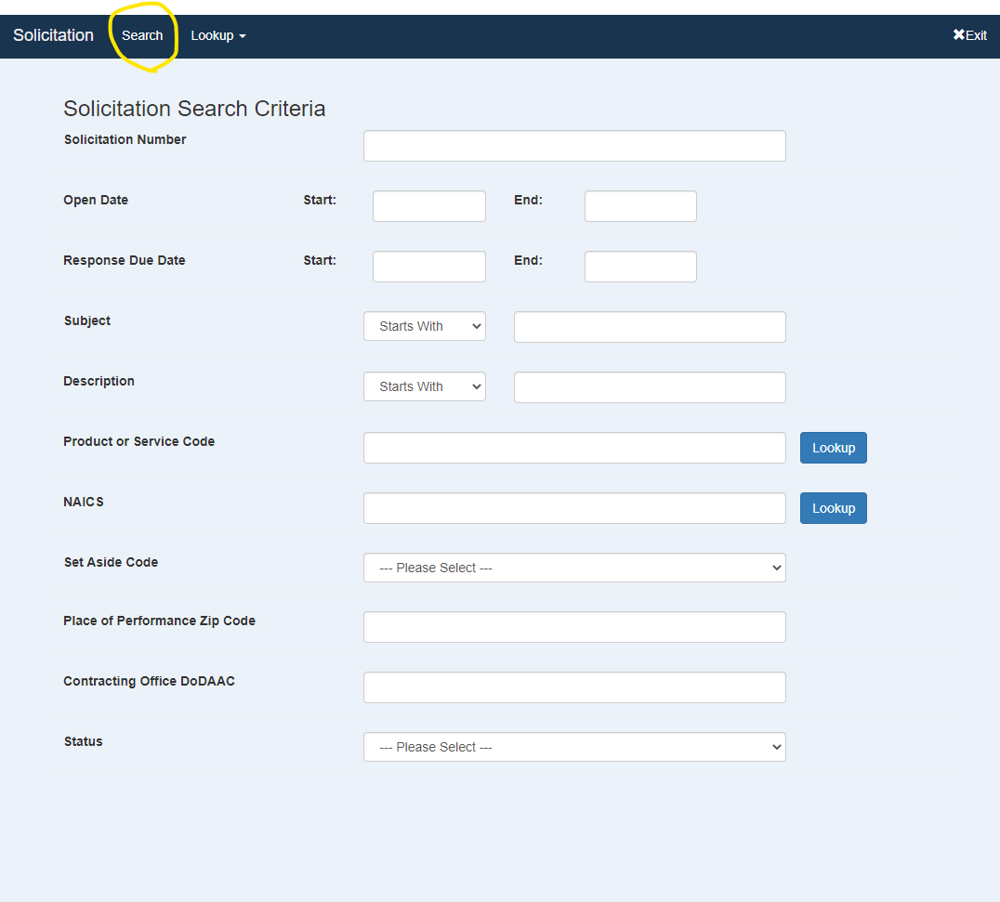 Solicitation Search Lookup Exit
Solicitation Search Criteria
Solicitation Number
Open Date Start: End:
Response Due Date Start: End:
Subject Starts With
Description Starts With
Product or Service Code Lookup
NAICS Lookup
Set Aside Code --- Please Select ---
Place of Performance Zip Code
Contracting Office DoDAAC
Status --- Please Select ---